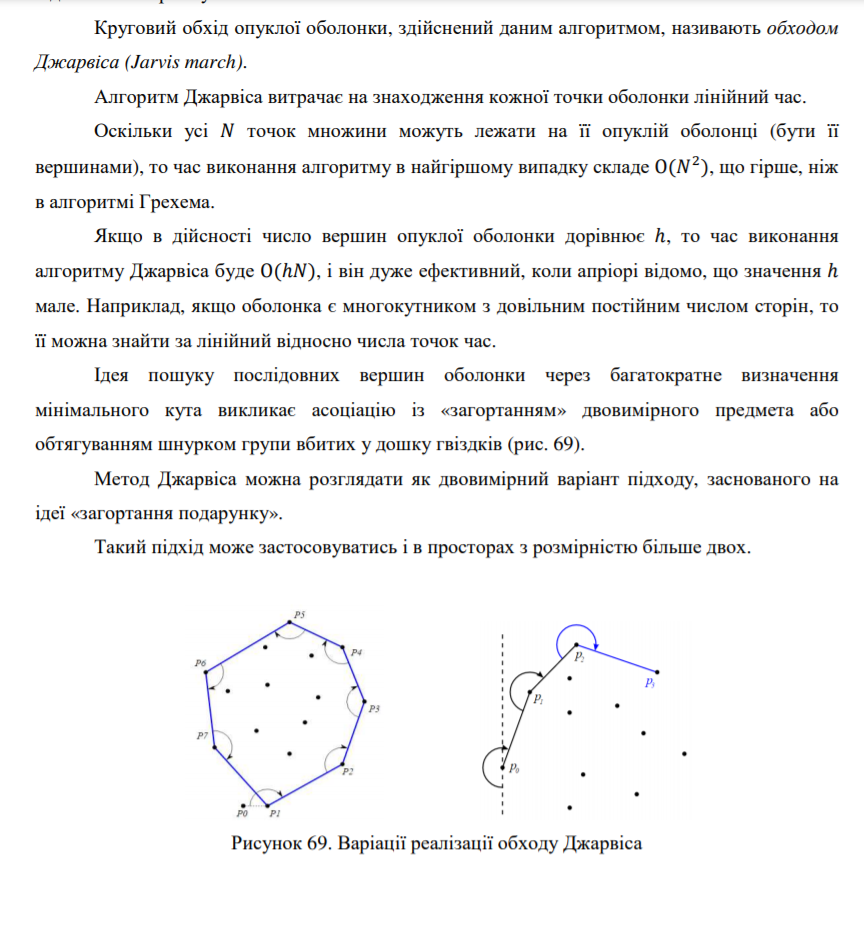 Круговий обхід опуклої оболонки, здійснений даним алгоритмом, називають обходом
Джарвіса (Jarvis march).
Алгоритм Джарвіса витрачає на знаходження кожної точки оболонки лінійний час.
Оскільки усі N точок множини можуть лежати на її опуклій оболонці (бути її
вершинами), то час виконання алгоритму в найгіршому випадку складе O(N²), що гірше, ніж
в алгоритмі Грехема.
Якщо в дійсності число вершин опуклої оболонки дорівнює h, то час виконання
алгоритму Джарвіса буде O(hN), і він дуже ефективний, коли апріорі відомо, що значення h
мале. Наприклад, якщо оболонка є многокутником з довільним постійним числом сторін, то
її можна знайти за лінійний відносно числа точок час.
Ідея пошуку послідовних вершин оболонки через багатократне визначення
мінімального кута викликає асоціацію із «загортанням» двовимірного предмета або
обтягуванням шнурком групи вбитих у дошку гвіздків (рис. 69).
Метод Джарвіса можна розглядати як двовимірний варіант підходу, заснованого на
ідеї «загортання подарунку».
Такий підхід може застосовуватись і в просторах з розмірністю більше двох.
P5
P4
P6
P3
P7
P2
P0 P1
P₂
P₃
P₁
P₀
Рисунок 69. Варіації реалізації обходу Джарвіса